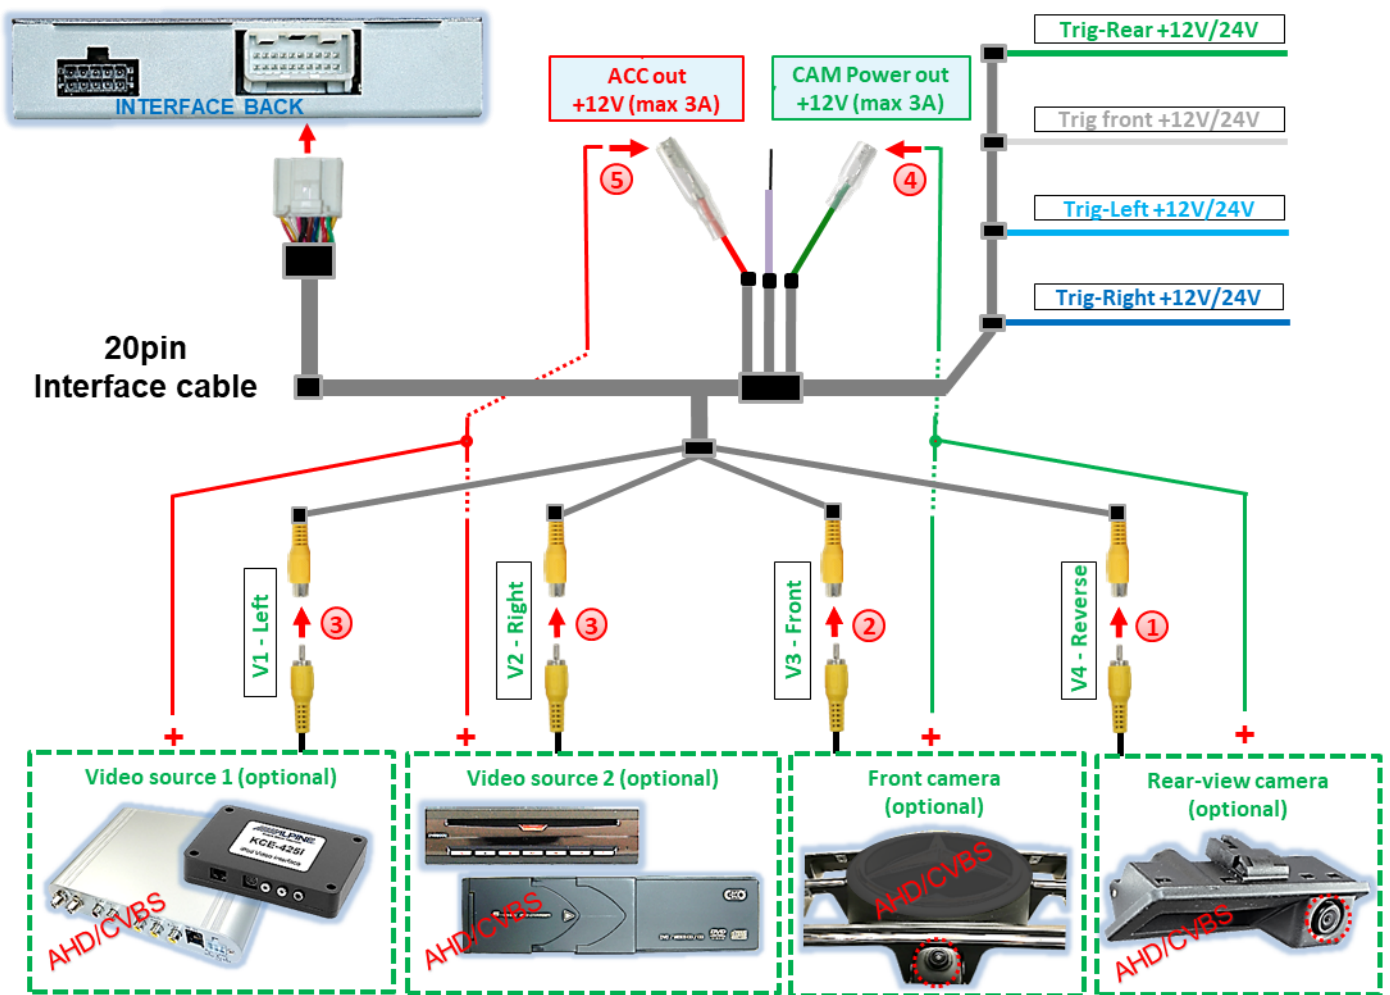 INTERFACE BACK
ACC out
+12V (max 3A)
CAM Power out
+12V (max 3A)
Trig-Rear +12V/24V
Trig front +12V/24V
Trig-Left +12V/24V
Trig-Right +12V/24V
5
4
20pin
Interface cable
V1 - Left
3
V2 - Right
3
V3 - Front
2
V4 - Reverse
1
+
+
+
+
Video source 1 (optional)
ALPINE
KCE-425i
iPod Video Interface
AHD/CVBS
Video source 2 (optional)
AHD/CVBS
Front camera
(optional)
AHD/CVBS
Rear-view camera
(optional)
AHD/CVBS